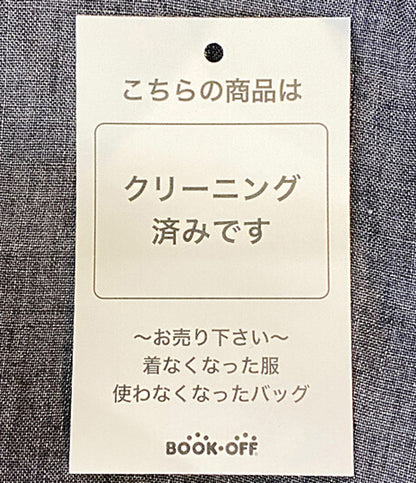 こちらの商品は
クリーニング
済みです
〜お売り下さい〜
着なくなった服
使わなくなったバッグ
BOOK・OFF